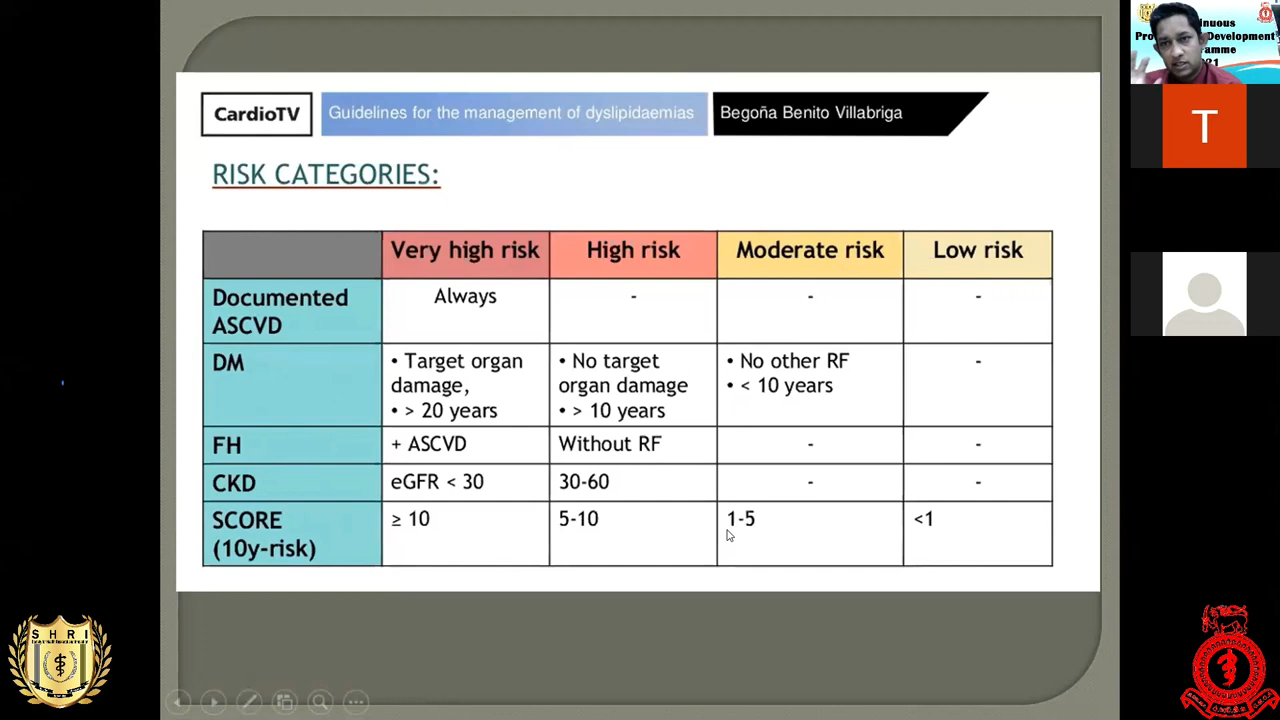 CardioTV
Guidelines for the management of dyslipidaemias
Begoña Benito Villabriga
RISK CATEGORIES:
Very high risk
High risk
Moderate risk
Low risk
Documented
ASCVD
Always
-
-
-
DM
• Target organ
damage,
• > 20 years
• No target
organ damage
• > 10 years
• No other RF
• < 10 years
-
FH
+ ASCVD
Without RF
-
-
CKD
eGFR < 30
30-60
-
-
SCORE
(10y-risk)
≥ 10
5-10
1-5
<1
T
SHRI